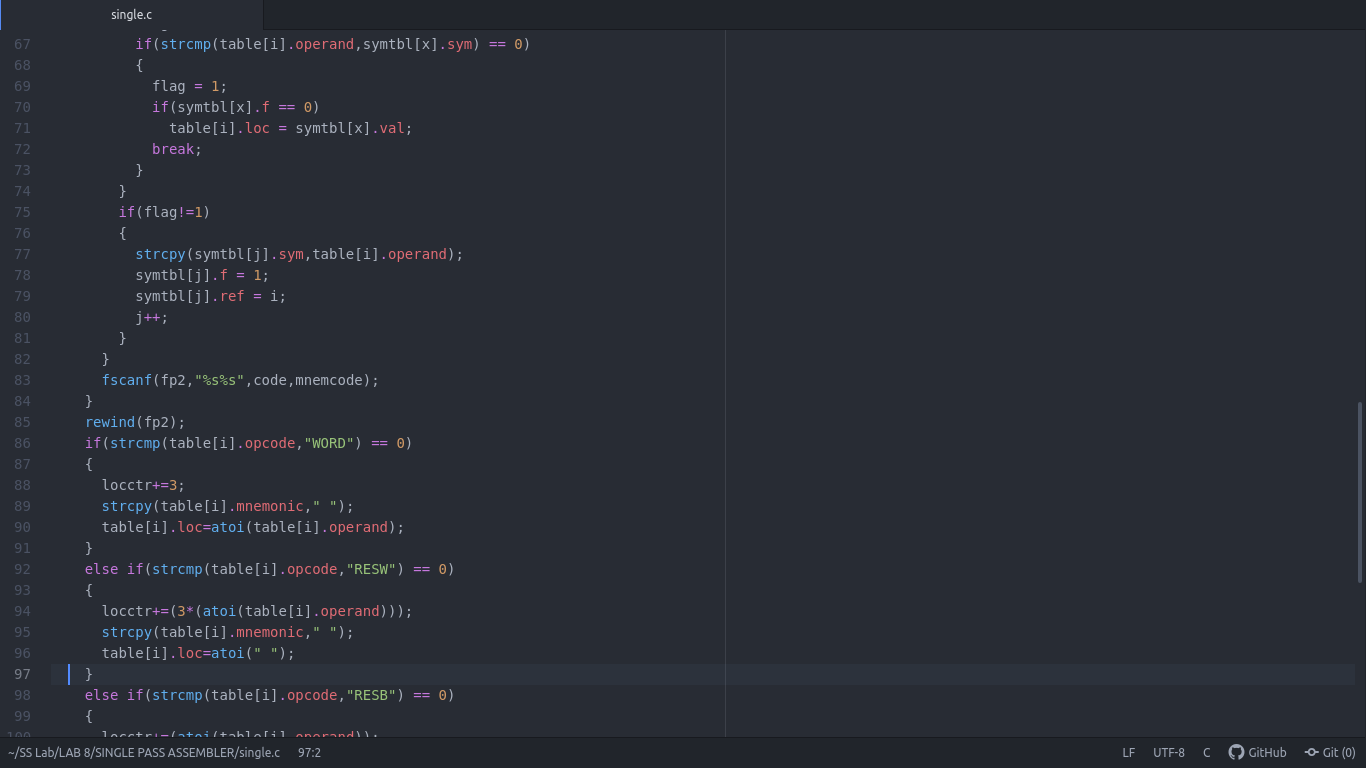 single.c
67 if(strcmp(table[i].operand,symtbl[x].sym) == 0)
68 {
69 flag = 1;
70 if(symtbl[x].f == 0)
71 table[i].loc = symtbl[x].val;
72 break;
73 }
74 }
75 if(flag!=1)
76 {
77 strcpy(symtbl[j].sym,table[i].operand);
78 symtbl[j].f = 1;
79 symtbl[j].ref = i;
80 j++;
81 }
82 }
83 fscanf(fp2,"%s%s",code,mnemcode);
84 }
85 rewind(fp2);
86 if(strcmp(table[i].opcode,"WORD") == 0)
87 {
88 locctr+=3;
89 strcpy(table[i].mnemonic," ");
90 table[i].loc=atoi(table[i].operand);
91 }
92 else if(strcmp(table[i].opcode,"RESW") == 0)
93 {
94 locctr+=(3*(atoi(table[i].operand)));
95 strcpy(table[i].mnemonic," ");
96 table[i].loc=atoi(" ");
97 }
98 else if(strcmp(table[i].opcode,"RESB") == 0)
99 {
100 locctr+=(atoi(table[i].operand));
~/SS Lab/LAB 8/SINGLE PASS ASSEMBLER/single.c 97:2 LF UTF-8 C GitHub Git (0)